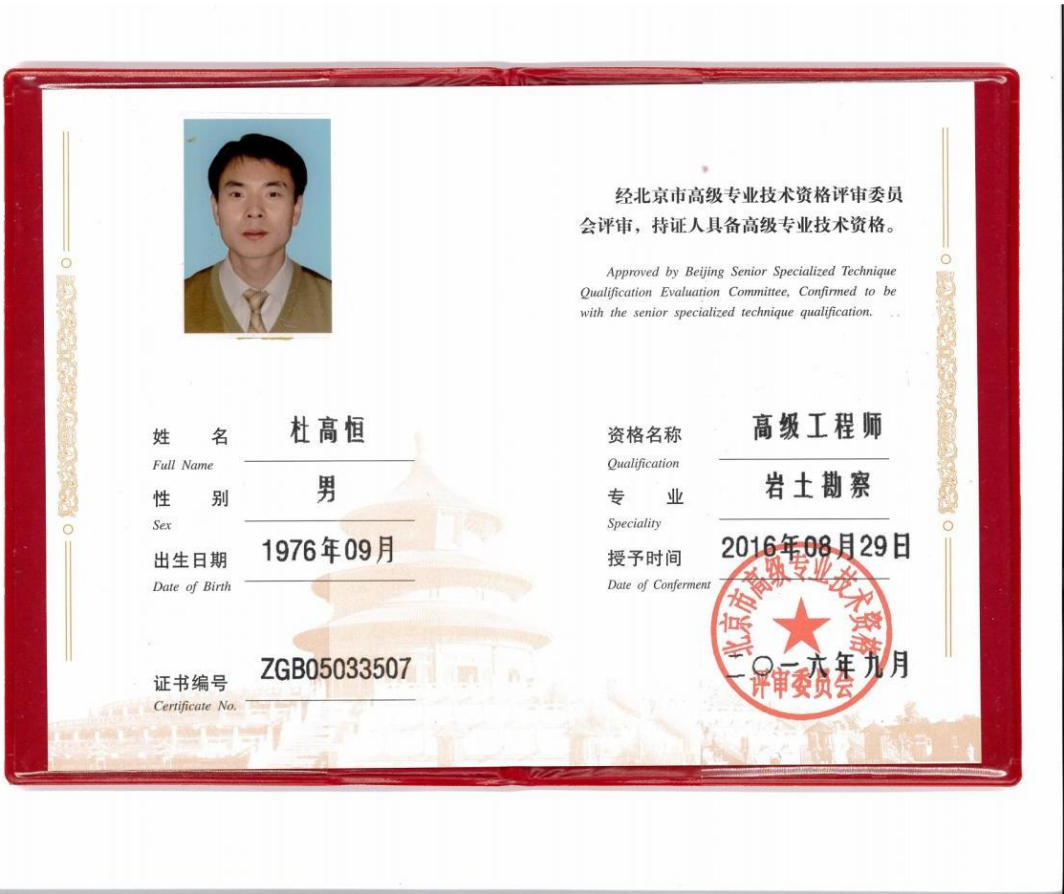 经北京市高级专业技术资格评审委员
会评审，持证人具备高级专业技术资格。
Approved by Beijing Senior Specialized Technique
Qualification Evaluation Committee, Confirmed to be
with the senior specialized technique qualification.
姓 名 杜高恒
Full Name
性 别 男
Sex
出生日期 1976年09月
Date of Birth
证书编号 ZGB05033507
Certificate No.
资格名称 高级工程师
Qualification
专 业 岩土勘察
Speciality
授予时间 2016年08月29日
Date of Conferment
北京市高级专业技术资格
评审委员会
二〇一六年九月